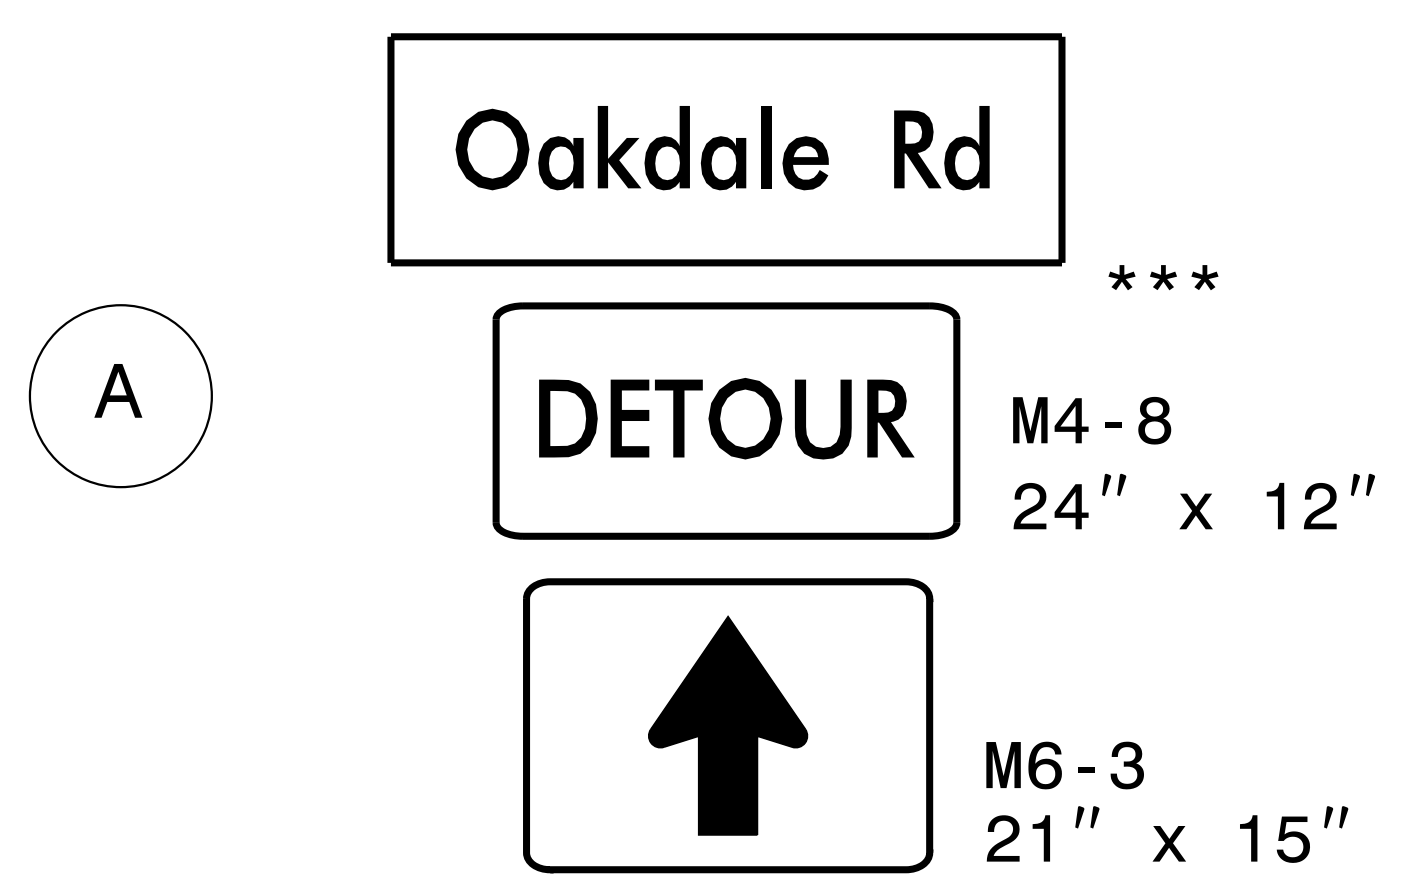 Oakdale Rd
***
A
DETOUR
M4-8
24" x 12"
M6-3
21" x 15"